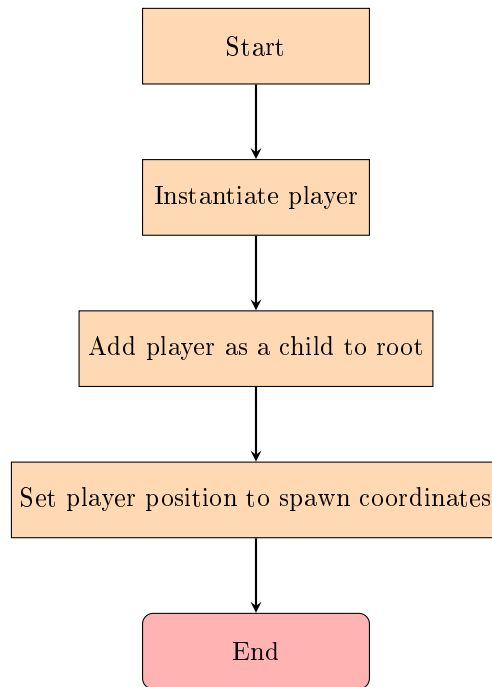 Start
Instantiate player
Add player as a child to root
Set player position to spawn coordinates
End